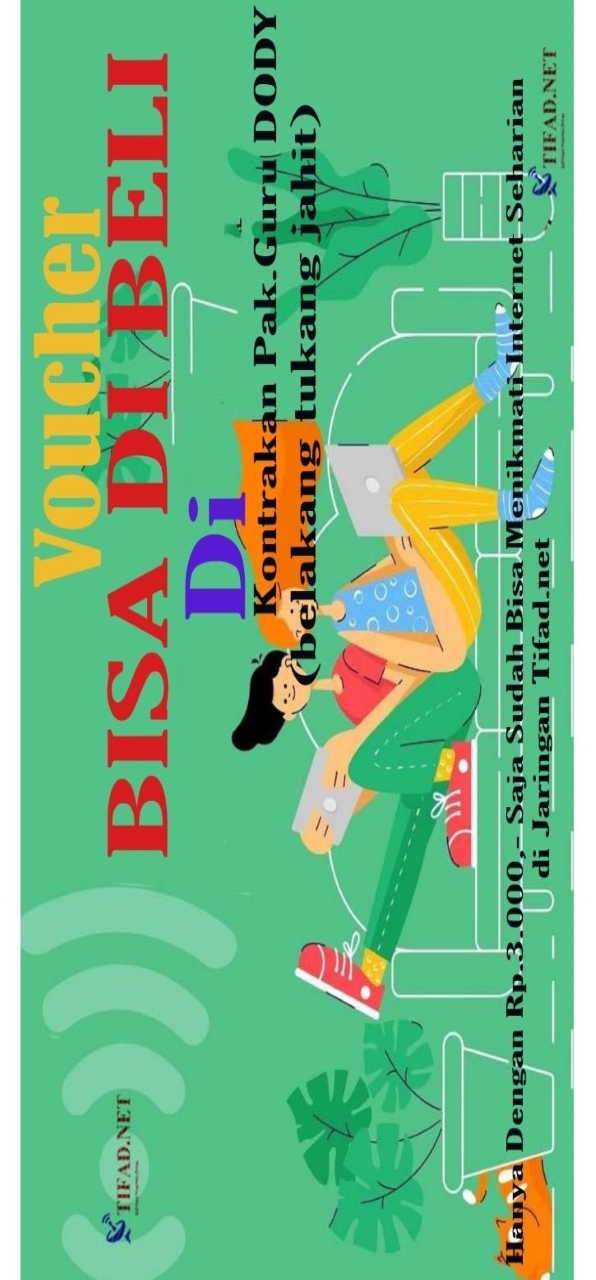 TIFAD.NET
Voucher
BISA DI BELI
Di
Kontrakan Pak.Guru DODY
(belakang tukang jahit)
Hanya Dengan Rp.3.000,- Saja Sudah Bisa Menikmati Internet Seharian
di Jaringan Tifad.net
TIFAD.NET